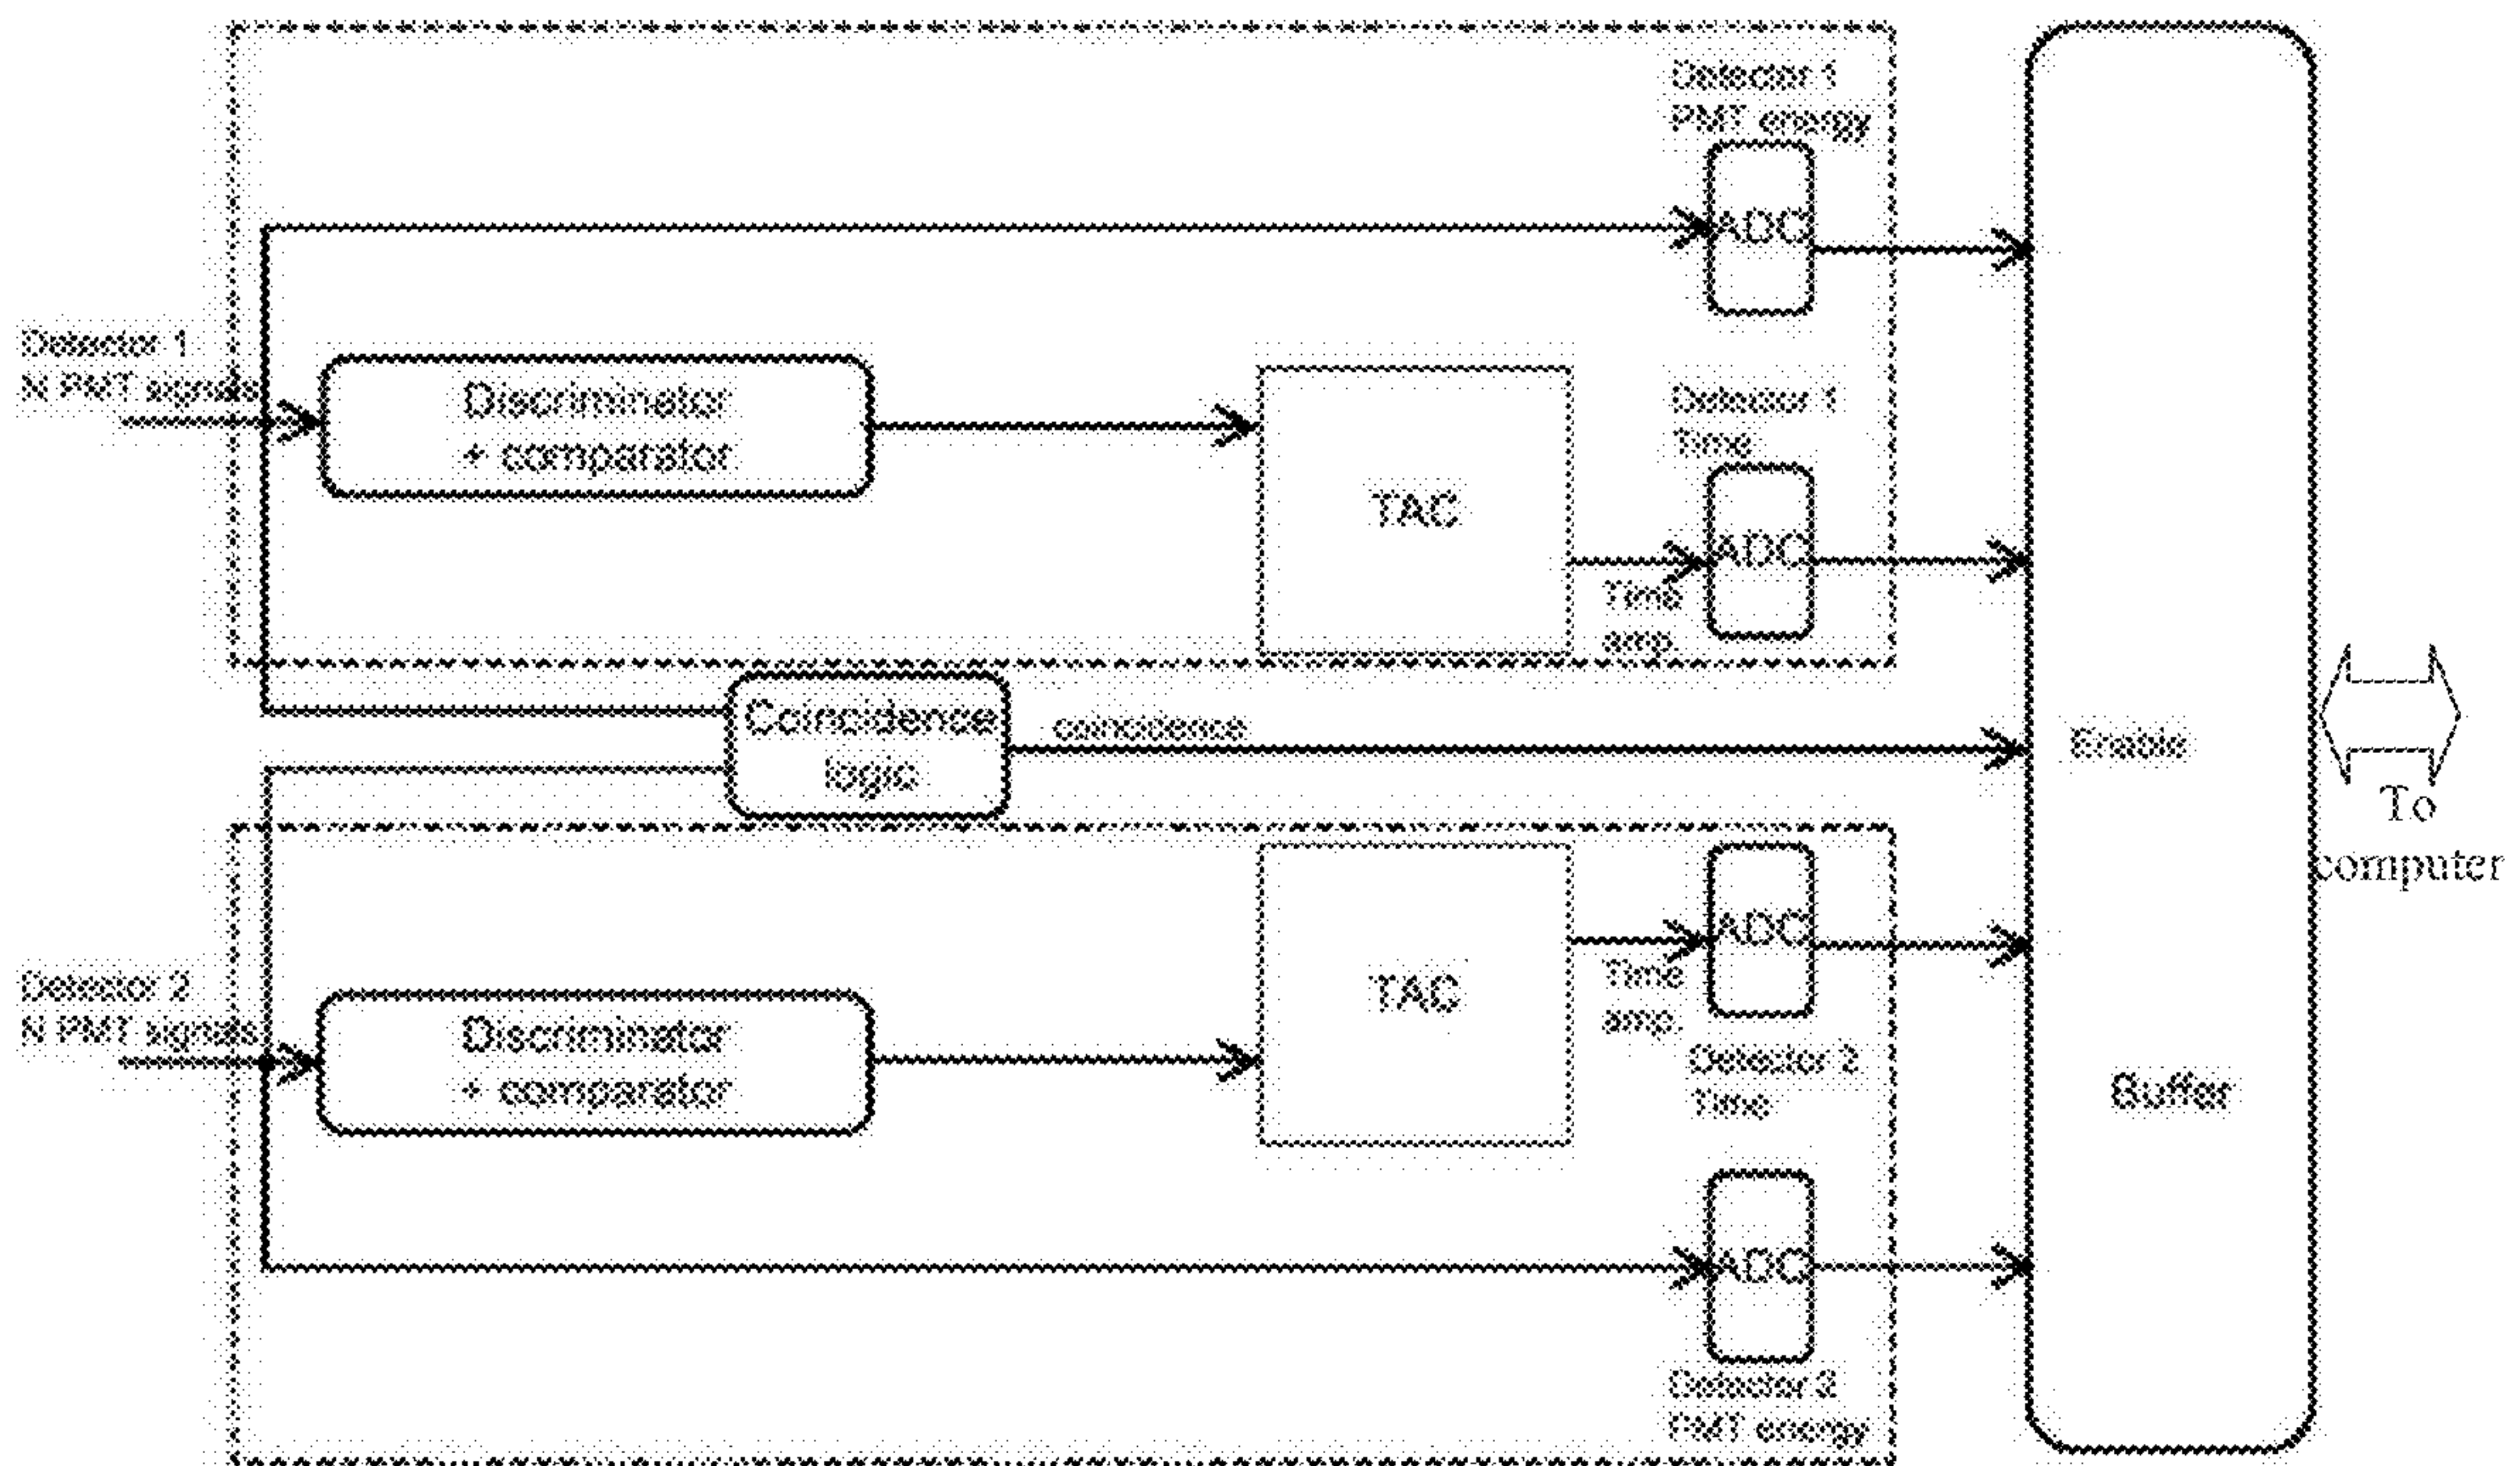 Detector 1
PMT energy
ADC
Detector 1
N PMT signals
Discriminator
+ comparator
TAC
Detector 1
Time
ADC
Time
amp.
Coincidence
logic
coincidence
Enable
To
computer
Detector 2
N PMT signals
Discriminator
+ comparator
TAC
ADC
Time
amp.
Detector 2
Time
Buffer
ADC
Detector 2
PMT energy